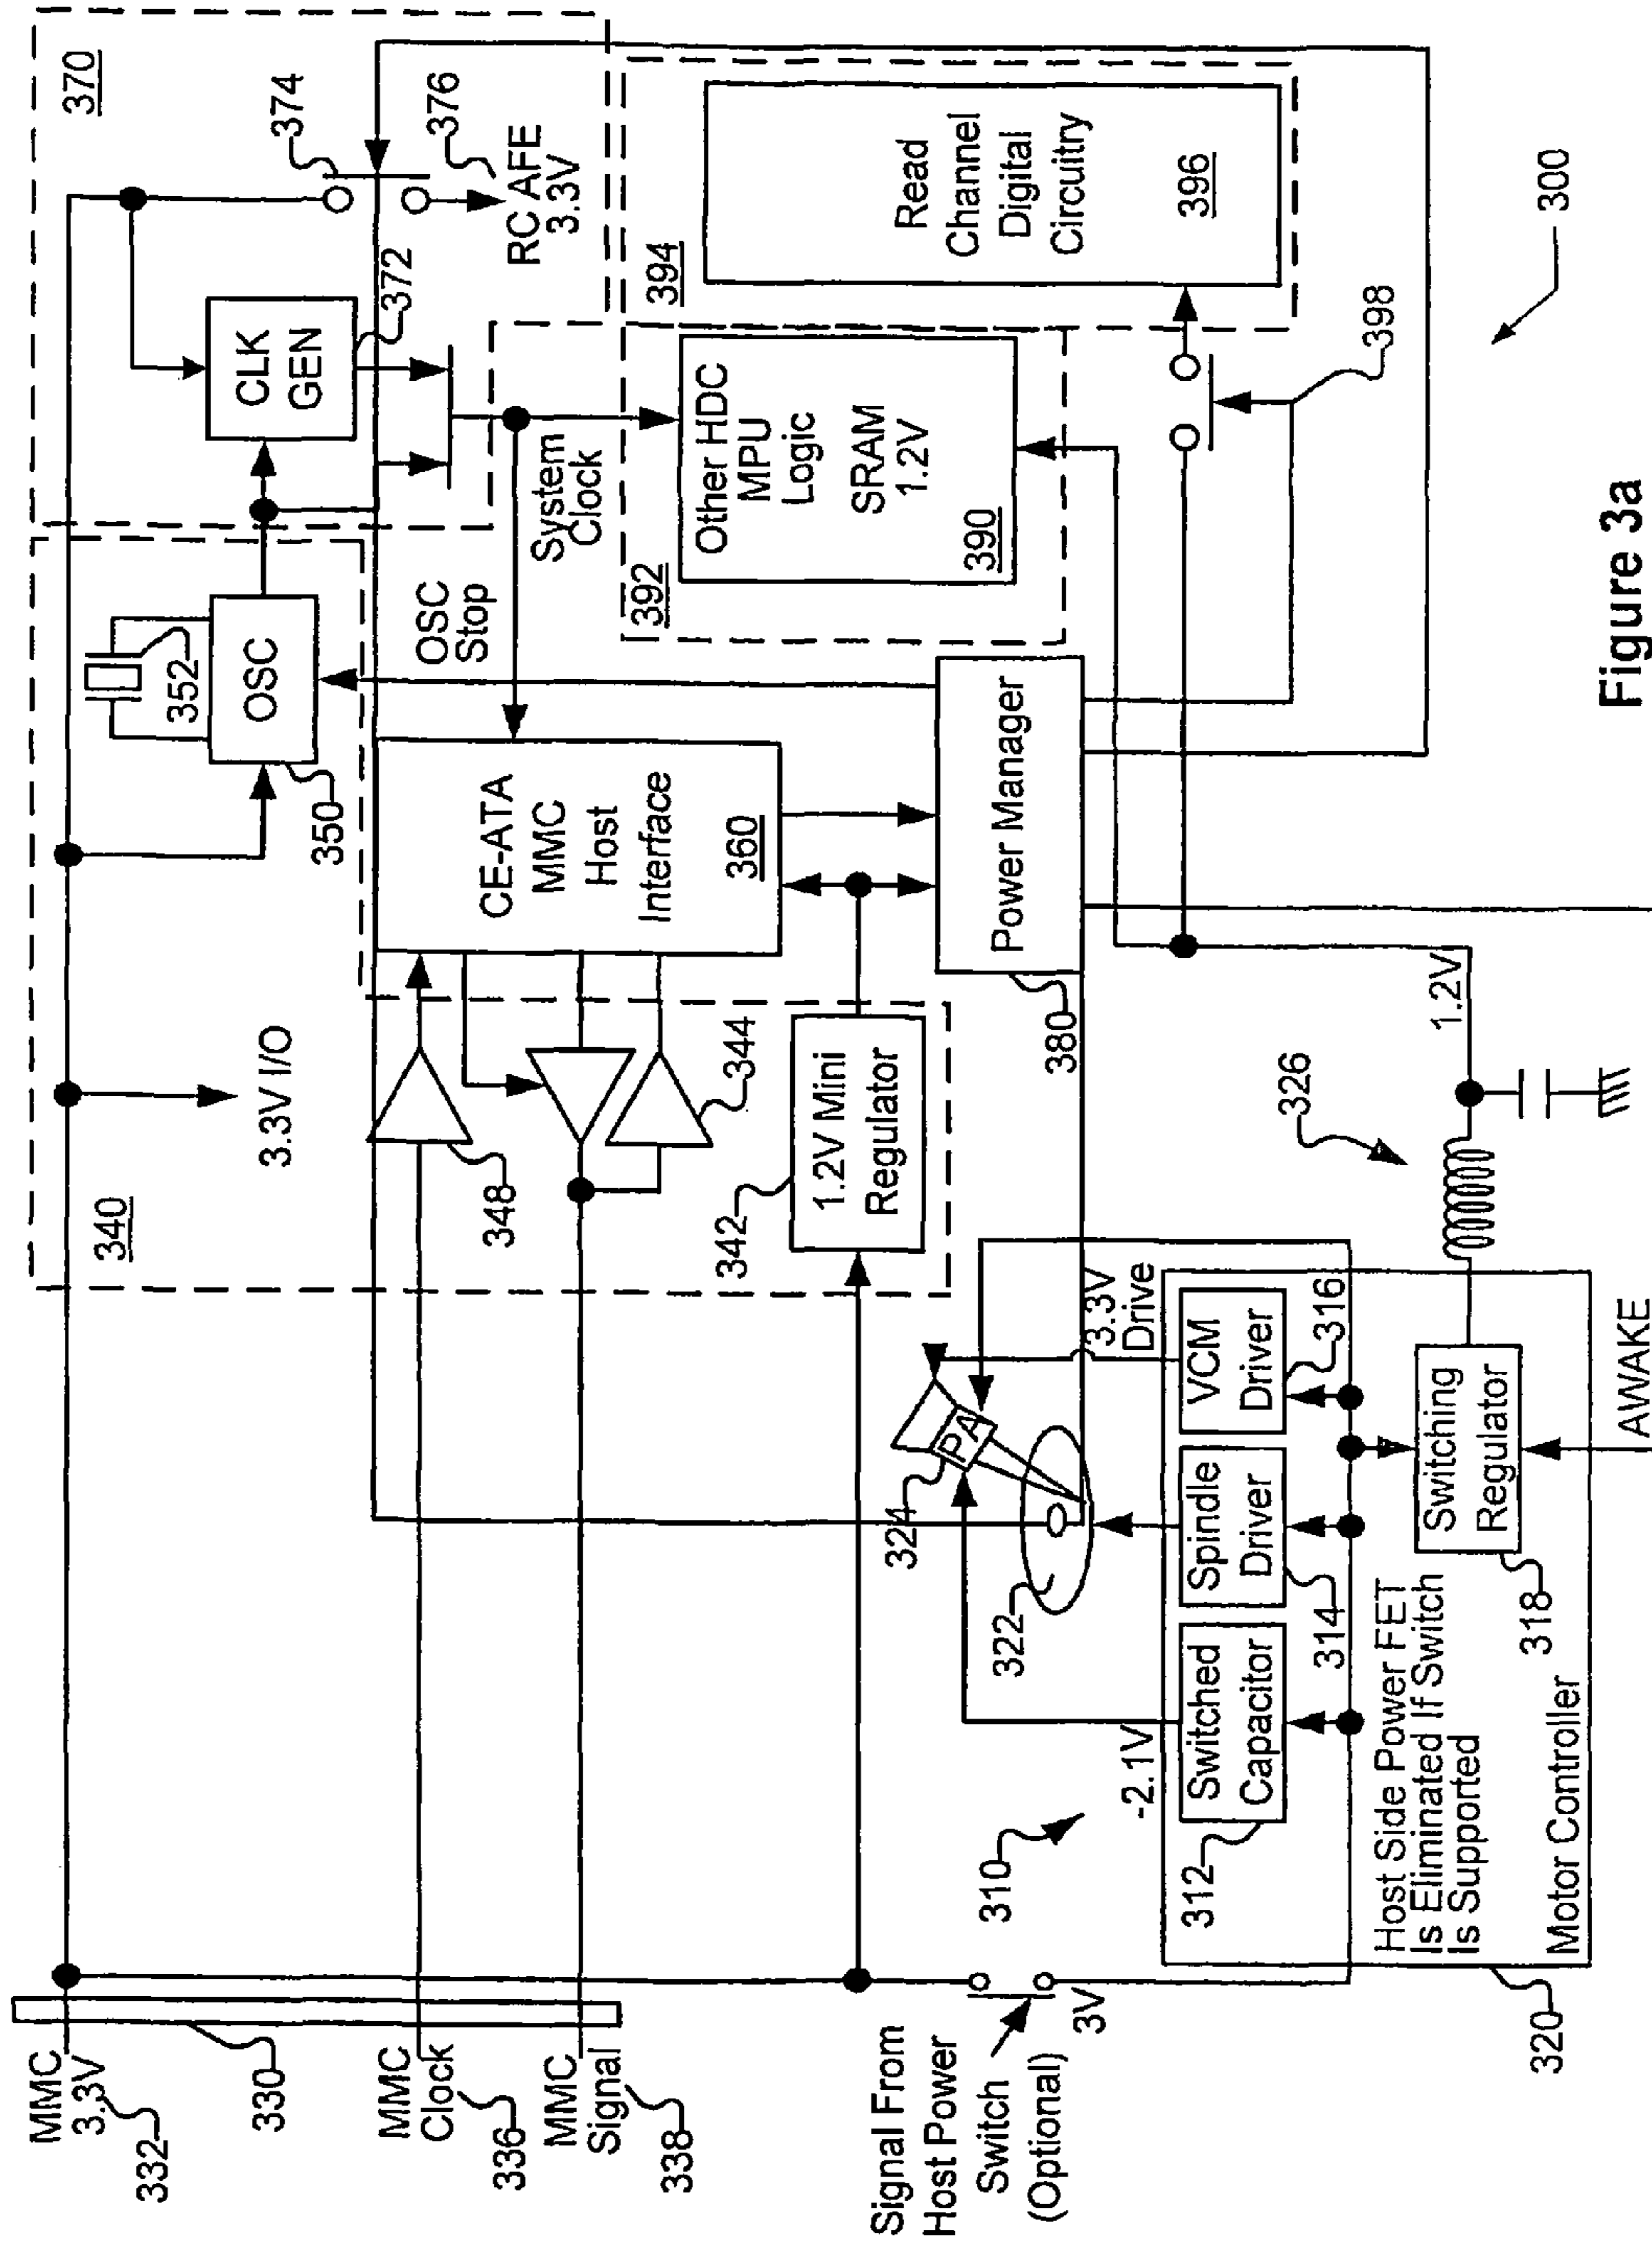 MMC
3.3V
332
330
MMC
Clock
336
MMC
Signal
338
340
3.3V I/O
348
344
342
1.2V Mini
Regulator
350
352
OSC
CE-ATA
MMC
Host
Interface
360
OSC
Stop
System
Clock
370
CLK
GEN
372
374
376
RC AFE
3.3V
392
Other HDC
MPU
Logic
SRAM
1.2V
390
394
Read
Channel
Digital
Circuitry
396
398
Power Manager
380
Signal From
Host Power
Switch
(Optional)
3V
310
322
324
PA
-2.1V
3.3V
Drive
Switched
Capacitor
312
Spindle
Driver
314
VCM
Driver
316
Host Side Power FET
Is Eliminated If Switch
Is Supported
Switching
Regulator
318
Motor Controller
320
AWAKE
326
1.2V
300
Figure 3a